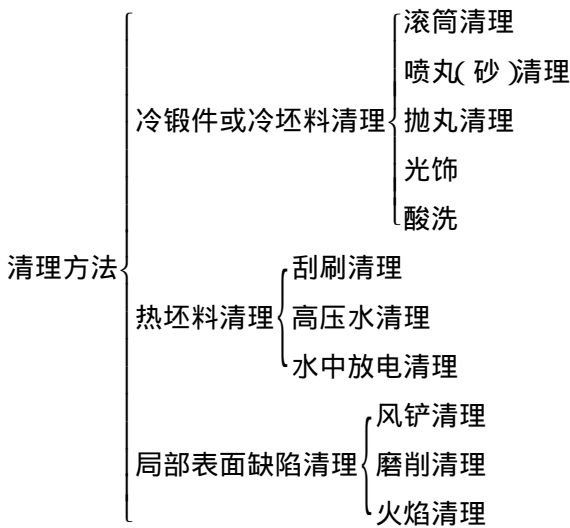 清理方法
冷锻件或冷坯料清理
滚筒清理
喷丸(砂)清理
抛丸清理
光饰
酸洗
热坯料清理
刮刷清理
高压水清理
水中放电清理
局部表面缺陷清理
风铲清理
磨削清理
火焰清理